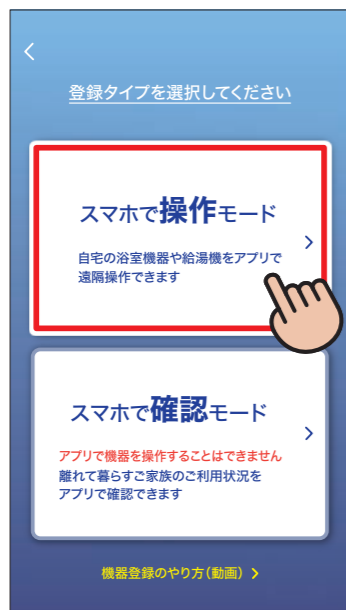 登録タイプを選択してください
スマホで操作モード
自宅の浴室機器や給湯機をアプリで
遠隔操作できます
スマホで確認モード
アプリで機器を操作することはできません
離れて暮らすご家族のご利用状況を
アプリで確認できます
機器登録のやり方(動画)